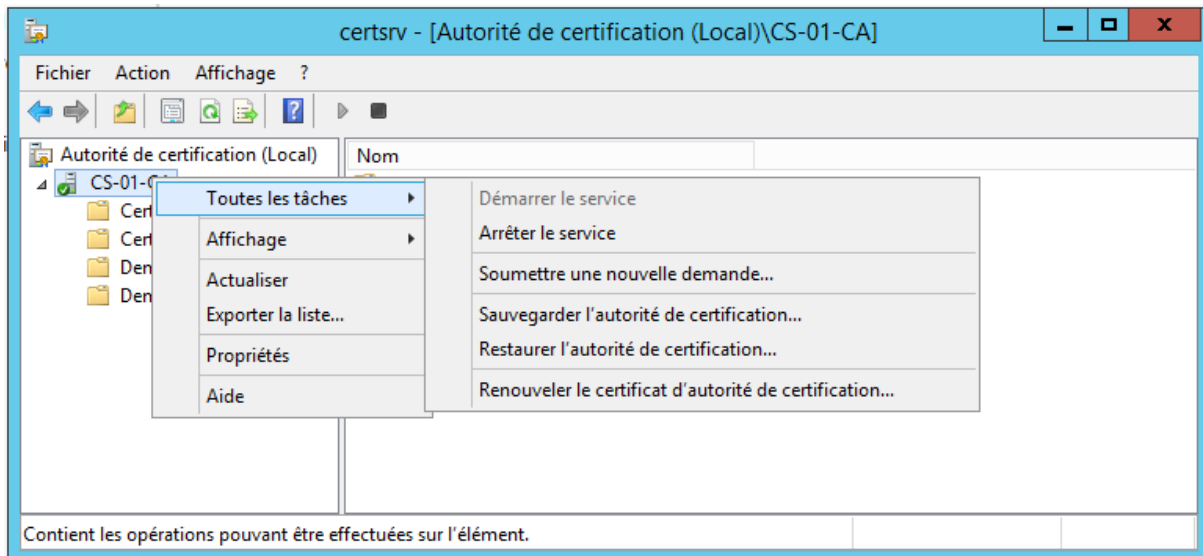 certsrv - [Autorité de certification (Local)\CS-01-CA]
Fichier Action Affichage ?
Autorité de certification (Local)
Nom
Toutes les tâches
Affichage
Actualiser
Exporter la liste...
Propriétés
Aide
Démarrer le service
Arrêter le service
Soumettre une nouvelle demande...
Sauvegarder l'autorité de certification...
Restaurer l'autorité de certification...
Renouveler le certificat d'autorité de certification...
Contient les opérations pouvant être effectuées sur l'élément.